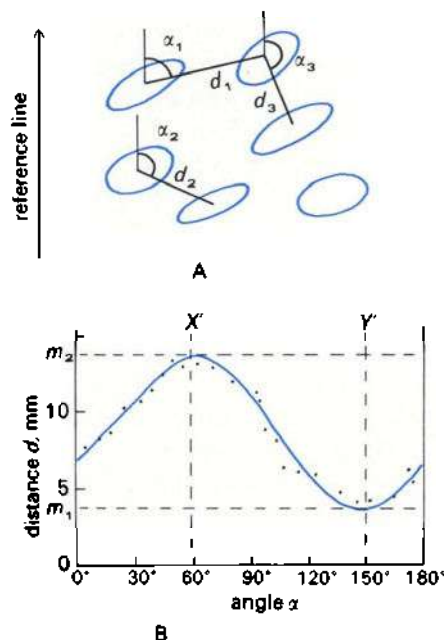 reference line
α₁
α₃
d₁
d₃
α₂
d₂
A
X′
Y′
m₂
10
5
m₁
0
distance d, mm
0° 30° 60° 90° 120° 150° 180°
angle α
B